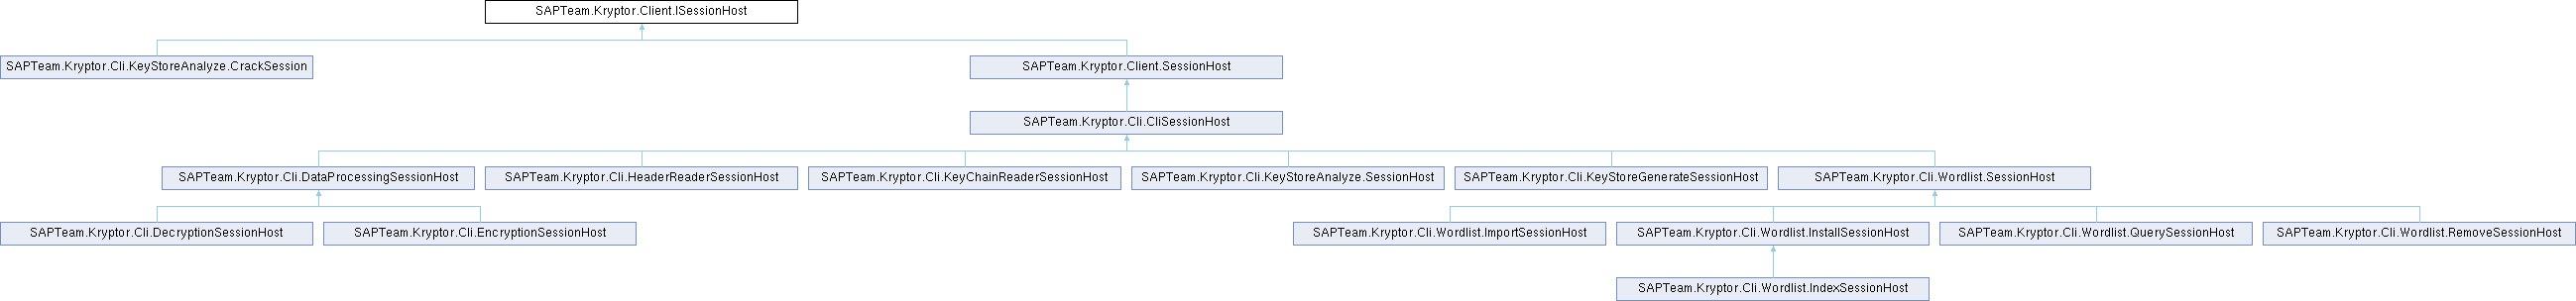 SAPTeam.Kryptor.Client.ISessionHost
SAPTeam.Kryptor.Cli.KeyStoreAnalyze.CrackSession
SAPTeam.Kryptor.Client.SessionHost
SAPTeam.Kryptor.Cli.CliSessionHost
SAPTeam.Kryptor.Cli.DataProcessingSessionHost
SAPTeam.Kryptor.Cli.HeaderReaderSessionHost
SAPTeam.Kryptor.Cli.KeyChainReaderSessionHost
SAPTeam.Kryptor.Cli.KeyStoreAnalyze.SessionHost
SAPTeam.Kryptor.Cli.KeyStoreGenerateSessionHost
SAPTeam.Kryptor.Cli.Wordlist.SessionHost
SAPTeam.Kryptor.Cli.DecryptionSessionHost
SAPTeam.Kryptor.Cli.EncryptionSessionHost
SAPTeam.Kryptor.Cli.Wordlist.ImportSessionHost
SAPTeam.Kryptor.Cli.Wordlist.InstallSessionHost
SAPTeam.Kryptor.Cli.Wordlist.QuerySessionHost
SAPTeam.Kryptor.Cli.Wordlist.RemoveSessionHost
SAPTeam.Kryptor.Cli.Wordlist.IndexSessionHost